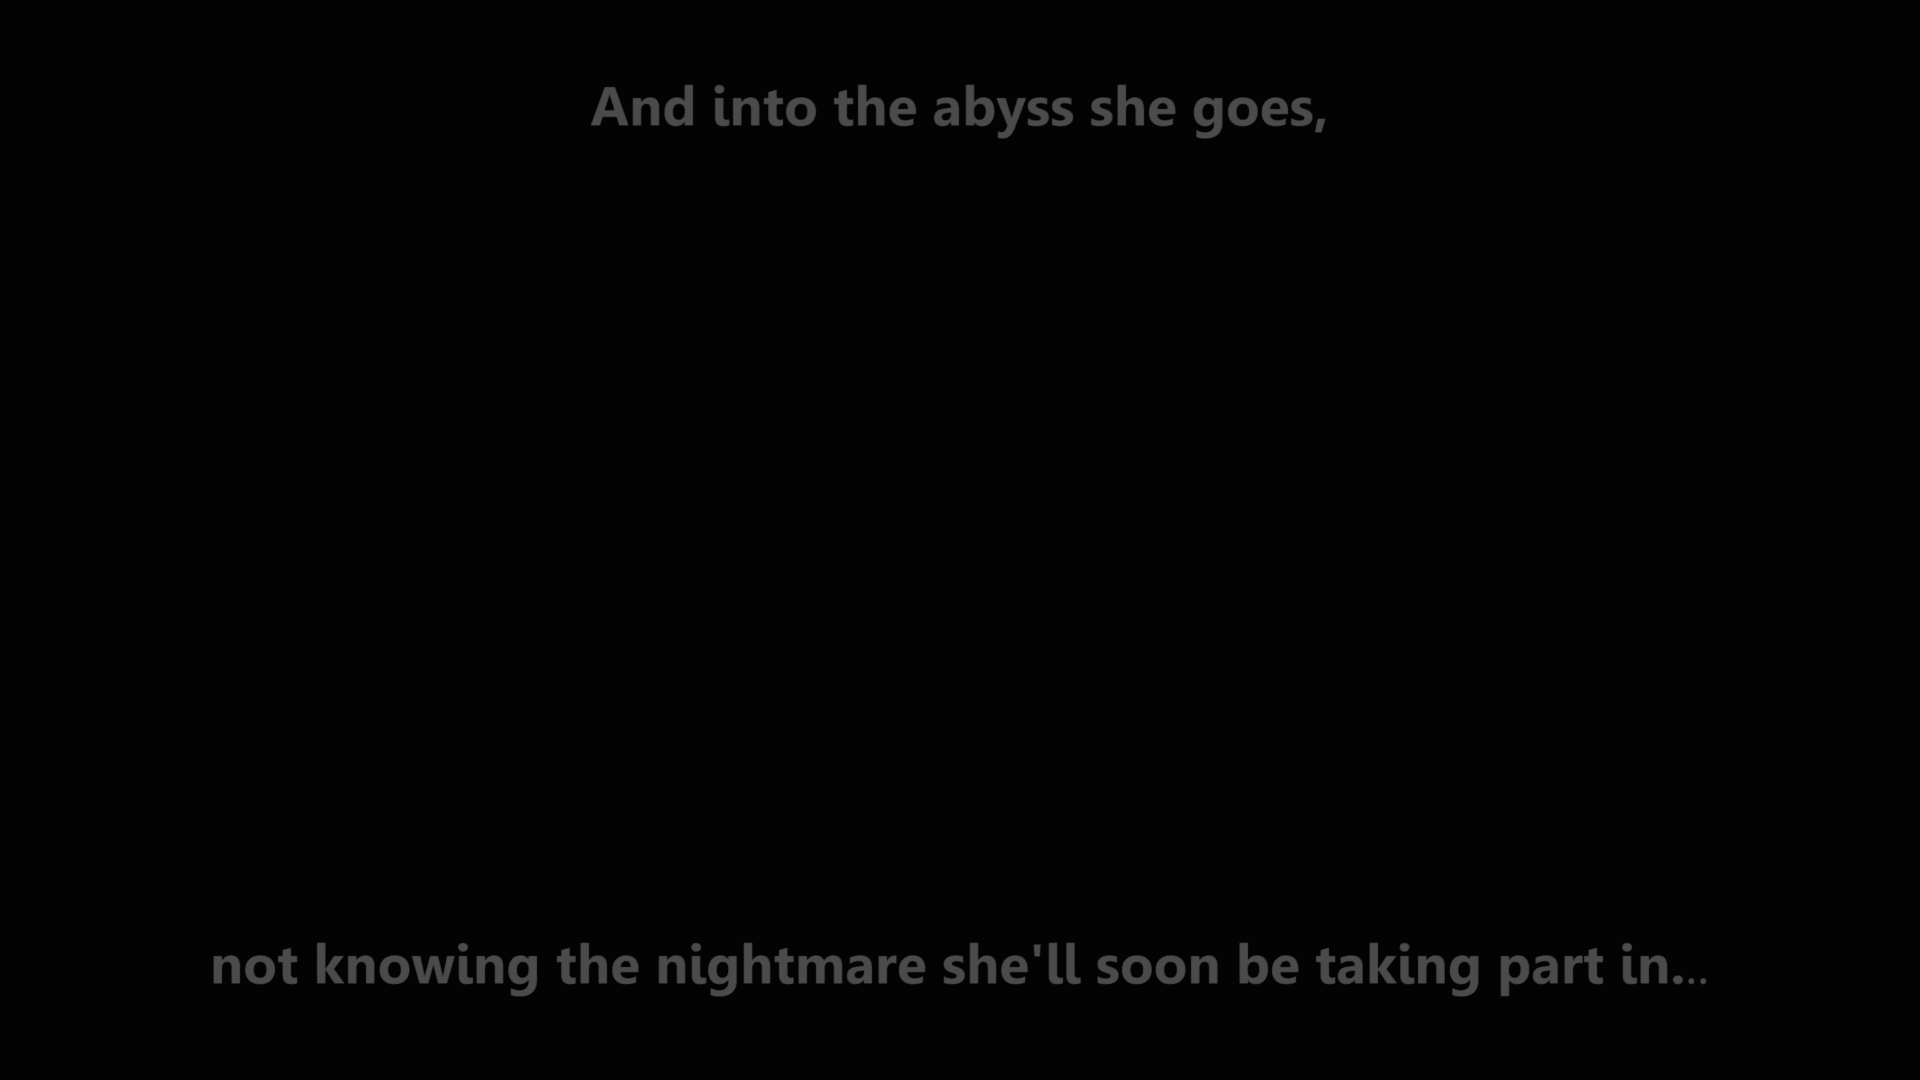 And into the abyss she goes,
not knowing the nightmare she'll soon be taking part in...